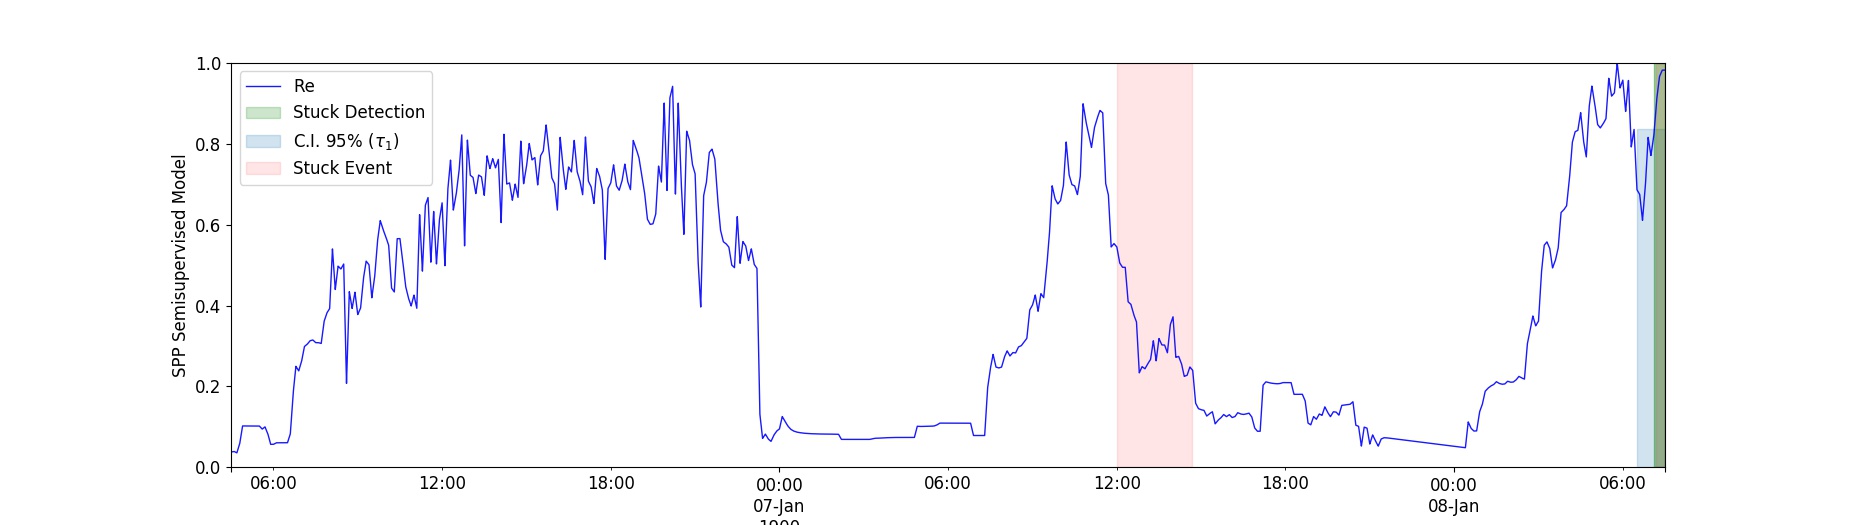 1.0
0.8
0.6
0.4
0.2
0.0
SPP Semisupervised Model
Re
Stuck Detection
C.I. 95% (τ₁)
Stuck Event
06:00 12:00 18:00 00:00 06:00 12:00 18:00 00:00 06:00
07-Jan 08-Jan
1900